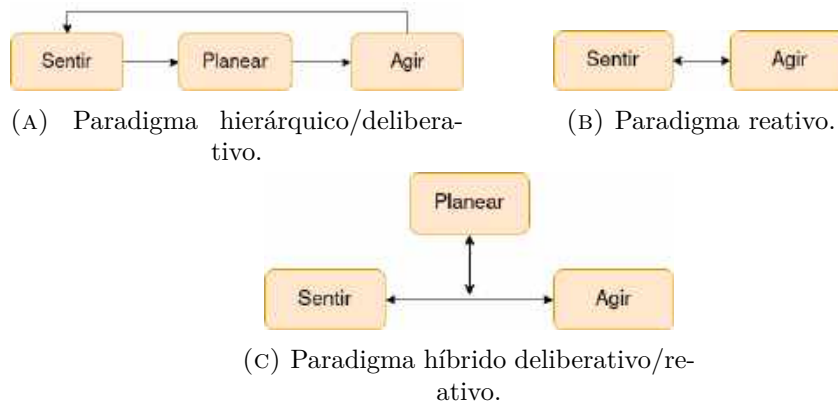 Sentir
Planear
Agir
Sentir
Agir
(A) Paradigma hierárquico/delibera-
tivo.
(B) Paradigma reativo.
Planear
Sentir
Agir
(C) Paradigma híbrido deliberativo/re-
ativo.